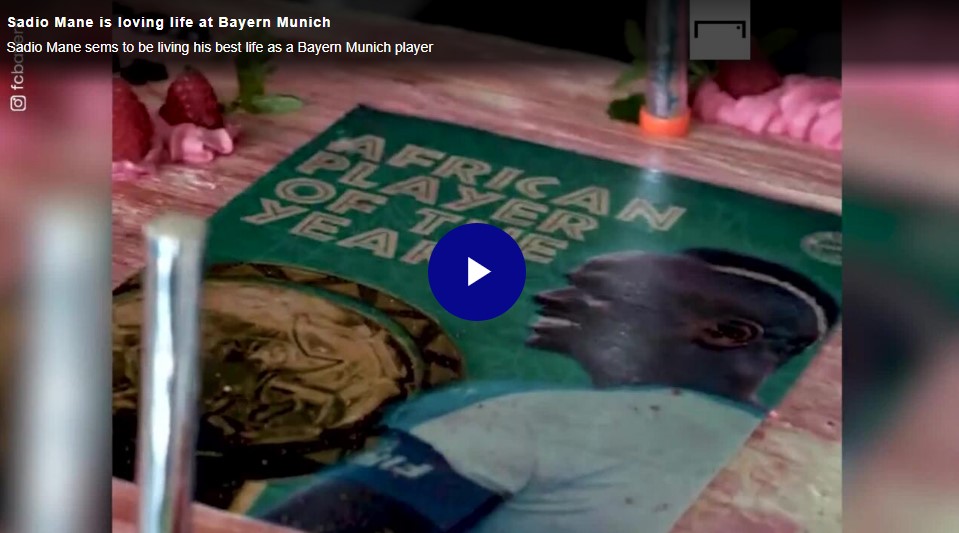 Sadio Mane is loving life at Bayern Munich
Sadio Mane sems to be living his best life as a Bayern Munich player
AFRICAN
PLAYER
OF THE
YEAR